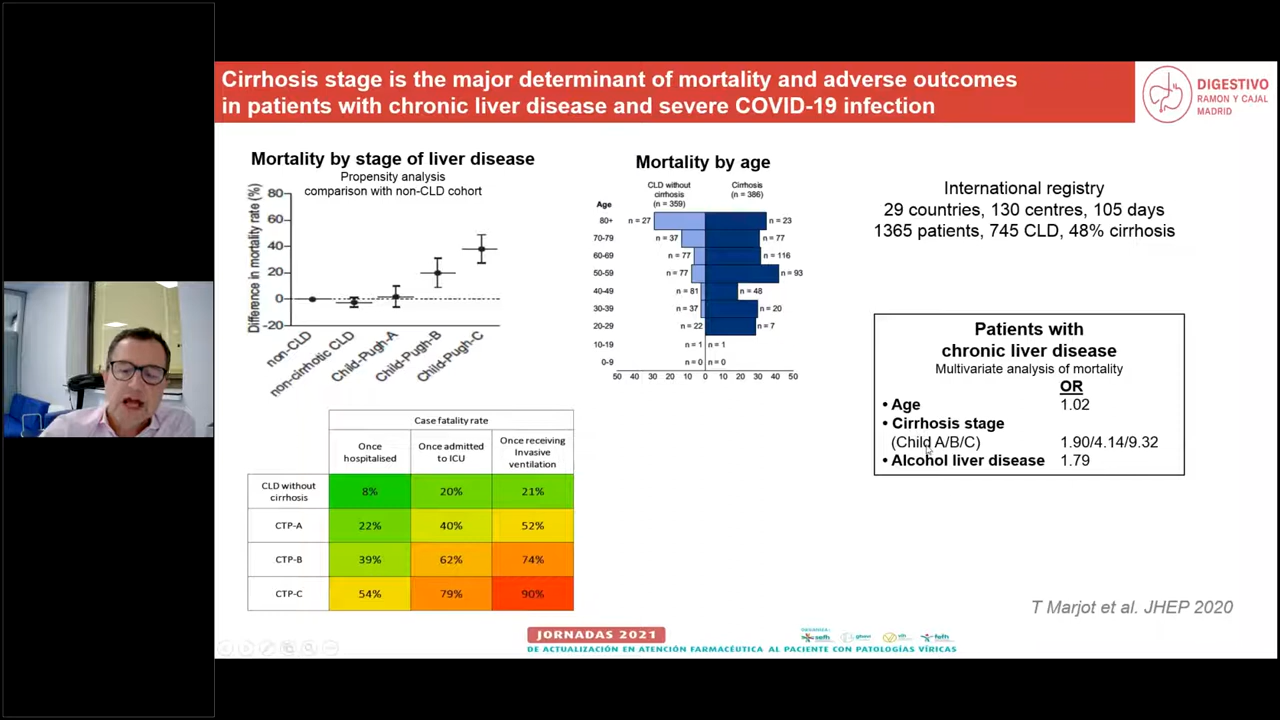 Cirrhosis stage is the major determinant of mortality and adverse outcomes
in patients with chronic liver disease and severe COVID-19 infection
DIGESTIVO
RAMON Y CAJAL
MADRID
Mortality by stage of liver disease
Propensity analysis
comparison with non-CLD cohort
Difference in mortality rate (%)
80
60
40
20
0
-20
non-CLD
non-cirrhotic CLD
Child-Pugh-A
Child-Pugh-B
Child-Pugh-C
Mortality by age
CLD without
cirrhosis
(n = 359)
Cirrhosis
(n = 386)
Age
80+ n = 27 n = 23
70-79 n = 37 n = 77
60-69 n = 77 n = 116
50-59 n = 77 n = 93
40-49 n = 81 n = 48
30-39 n = 37 n = 20
20-29 n = 22 n = 7
10-19 n = 1 n = 1
0-9 n = 0 n = 0
50 40 30 20 10 0 10 20 30 40 50
International registry
29 countries, 130 centres, 105 days
1365 patients, 745 CLD, 48% cirrhosis
Patients with
chronic liver disease
Multivariate analysis of mortality
OR
• Age 1.02
• Cirrhosis stage
(Child A/B/C) 1.90/4.14/9.32
• Alcohol liver disease 1.79
Case fatality rate
Once
hospitalised
Once admitted
to ICU
Once receiving
Invasive
ventilation
CLD without
cirrhosis
8% 20% 21%
CTP-A 22% 40% 52%
CTP-B 39% 62% 74%
CTP-C 54% 79% 90%
T Marjot et al. JHEP 2020
JORNADAS 2021
DE ACTUALIZACIÓN EN ATENCIÓN FARMACÉUTICA AL PACIENTE CON PATOLOGÍAS VÍRICAS